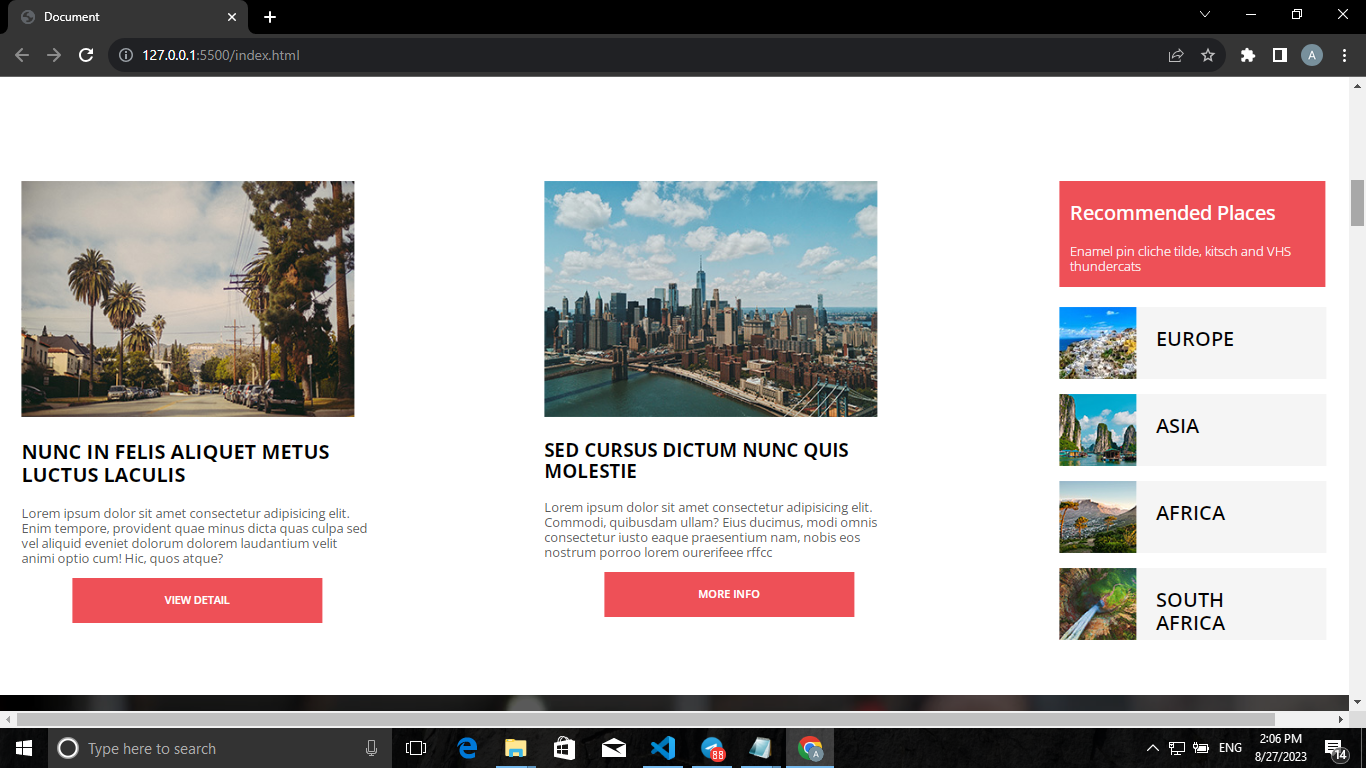 Document
127.0.0.1:5500/index.html
A
NUNC IN FELIS ALIQUET METUS
LUCTUS LACULIS
Lorem ipsum dolor sit amet consectetur adipisicing elit.
Enim tempore, provident quae minus dicta quas culpa sed
vel aliquid eveniet dolorum dolorem laudantium velit
animi optio cum! Hic, quos atque?
VIEW DETAIL
SED CURSUS DICTUM NUNC QUIS
MOLESTIE
Lorem ipsum dolor sit amet consectetur adipisicing elit.
Commodi, quibusdam ullam? Eius ducimus, modi omnis
consectetur iusto eaque praesentium nam, nobis eos
nostrum porroo lorem ourerifeee rffcc
MORE INFO
Recommended Places
Enamel pin cliche tilde, kitsch and VHS
thundercats
EUROPE
ASIA
AFRICA
SOUTH
AFRICA
Type here to search
88
A
ENG
2:06 PM
8/27/2023
14